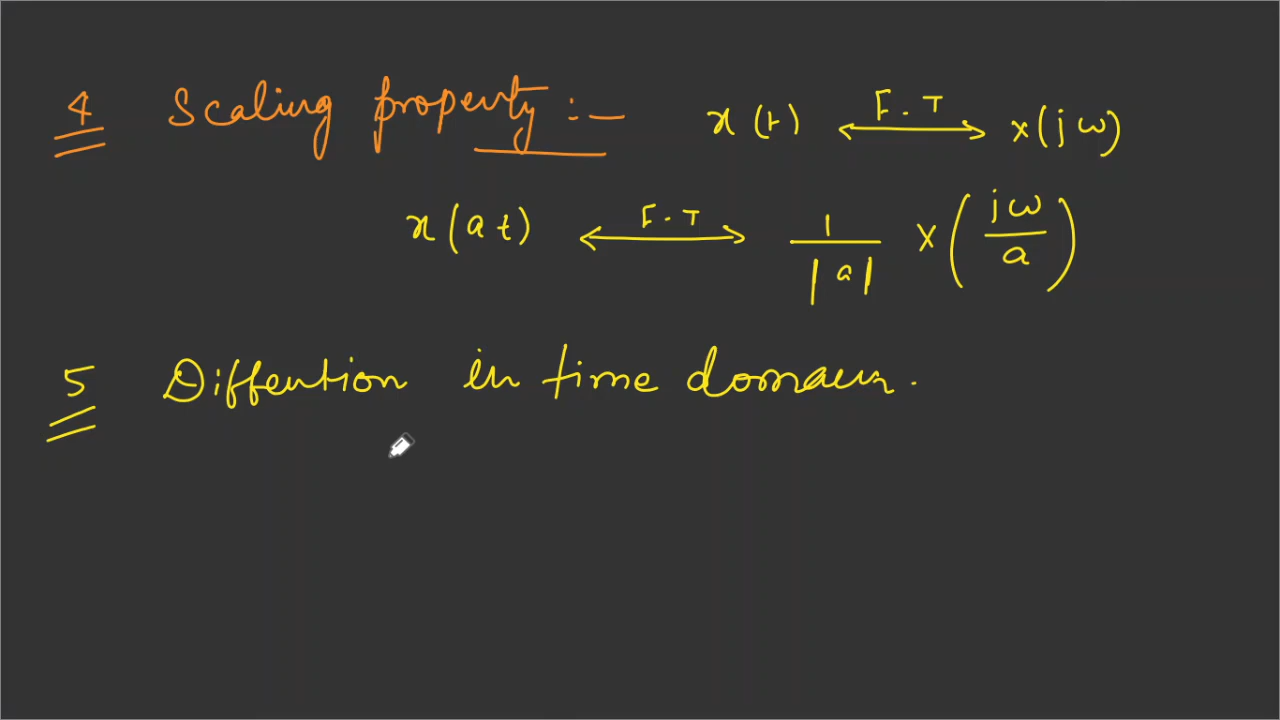 4 Scaling property :- x(t) F.T x(jω)
x(at) F.T 1/|a| x(jω/a)
5 Diffention in time domain.